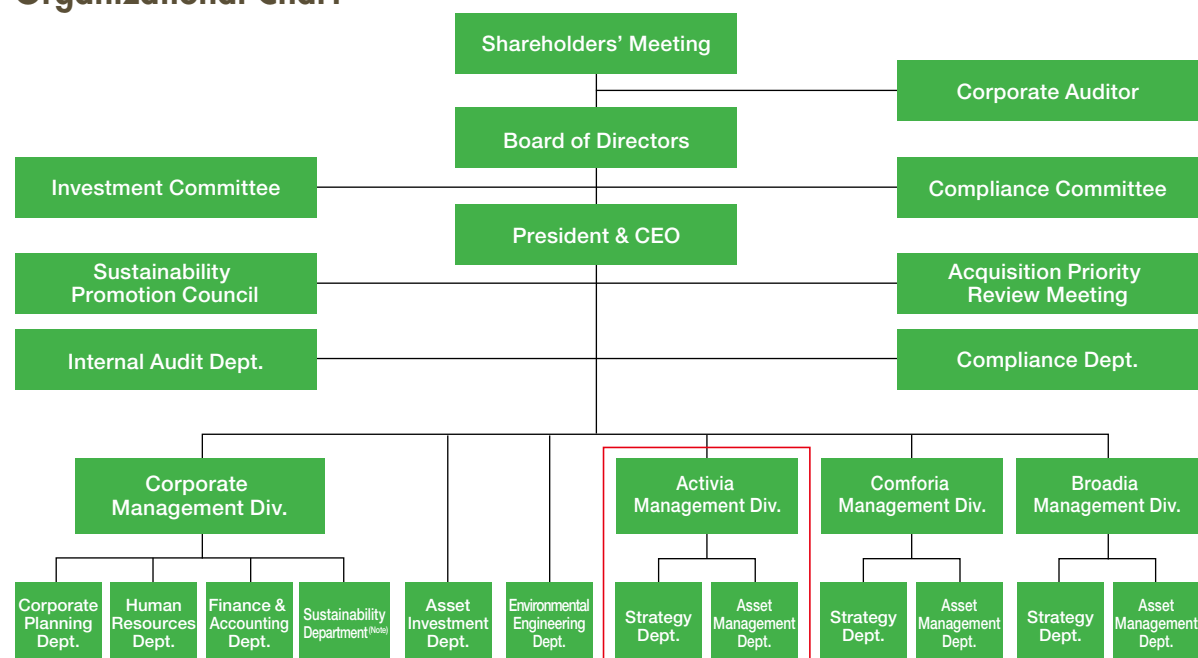 Organizational Chart
Shareholders' Meeting
Corporate Auditor
Board of Directors
Investment Committee
Compliance Committee
President & CEO
Sustainability
Promotion Council
Acquisition Priority
Review Meeting
Internal Audit Dept.
Compliance Dept.
Corporate
Management Div.
Activia
Management Div.
Comforia
Management Div.
Broadia
Management Div.
Corporate
Planning
Dept.
Human
Resources
Dept.
Finance &
Accounting
Dept.
Sustainability
Department(Note)
Asset
Investment
Dept.
Environmental
Engineering
Dept.
Strategy
Dept.
Asset
Management
Dept.
Strategy
Dept.
Asset
Management
Dept.
Strategy
Dept.
Asset
Management
Dept.